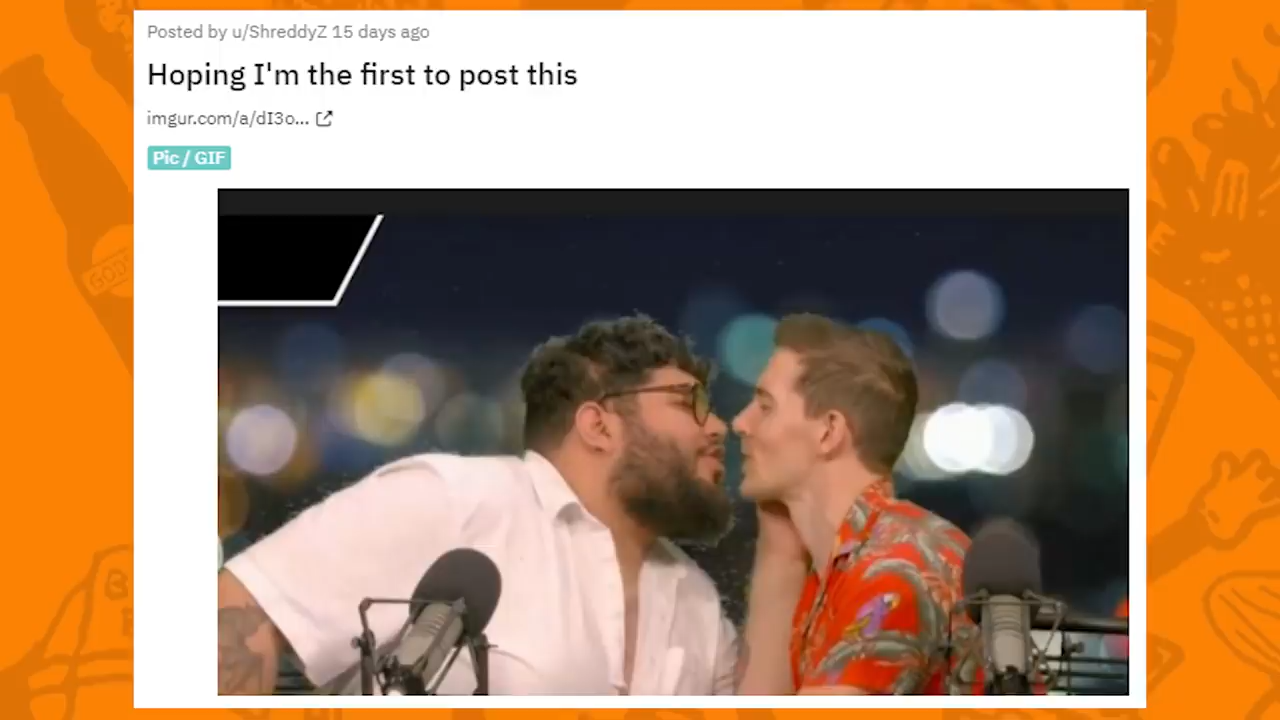 Posted by u/ShreddyZ 15 days ago
Hoping I'm the first to post this
imgur.com/a/dI3o...
Pic / GIF